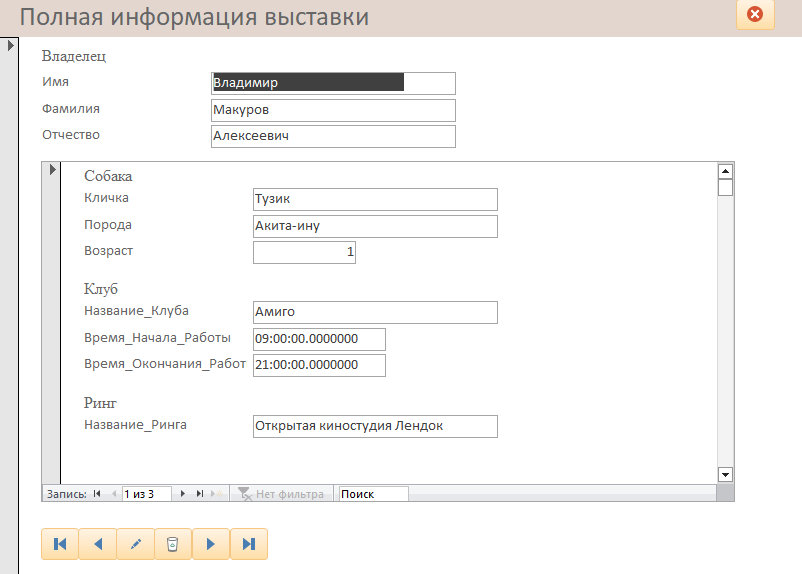 Полная информация выставки
Владелец
Имя Владимир
Фамилия Макуров
Отчество Алексеевич
Собака
Кличка Тузик
Порода Акита-ину
Возраст 1
Клуб
Название_Клуба Амиго
Время_Начала_Работы 09:00:00.0000000
Время_Окончания_Работ 21:00:00.0000000
Ринг
Название_Ринга Открытая киностудия Лендок
Запись: 1 из 3 Нет фильтра Поиск